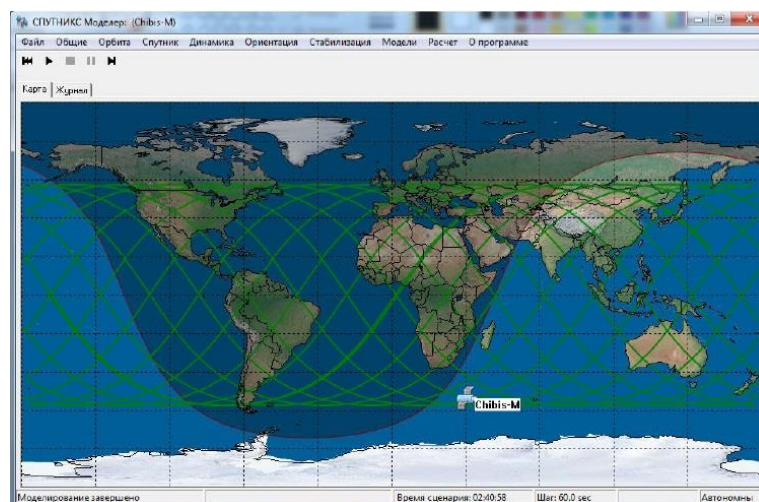 СПУТНИКС Моделер: (Chibis-M)
Файл Общие Орбита Спутник Динамика Ориентация Стабилизация Модели Расчет О программе
Карта Журнал
Chibis-M
Моделирование завершено Время сценария: 02:40:58 Шаг: 60.0 sec Автономны